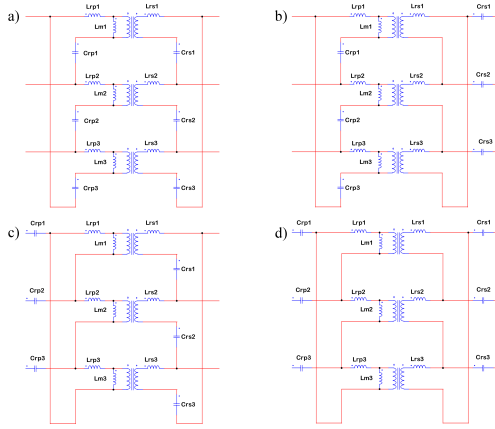 a)
Lrp1 Lrs1
Lm1
Crp1 Crs1
Lrp2 Lrs2
Lm2
Crp2 Crs2
Lrp3 Lrs3
Lm3
Crp3 Crs3
b)
Lrp1 Lrs1 Crs1
Lm1
Crp1
Lrp2 Lrs2 Crs2
Lm2
Crp2
Lrp3 Lrs3 Crs3
Lm3
Crp3
c)
Crp1 Lrp1 Lrs1
Lm1
Crs1
Crp2 Lrp2 Lrs2
Lm2
Crs2
Crp3 Lrp3 Lrs3
Lm3
Crs3
d)
Crp1 Lrp1 Lrs1 Crs1
Lm1
Crp2 Lrp2 Lrs2 Crs2
Lm2
Crp3 Lrp3 Lrs3 Crs3
Lm3